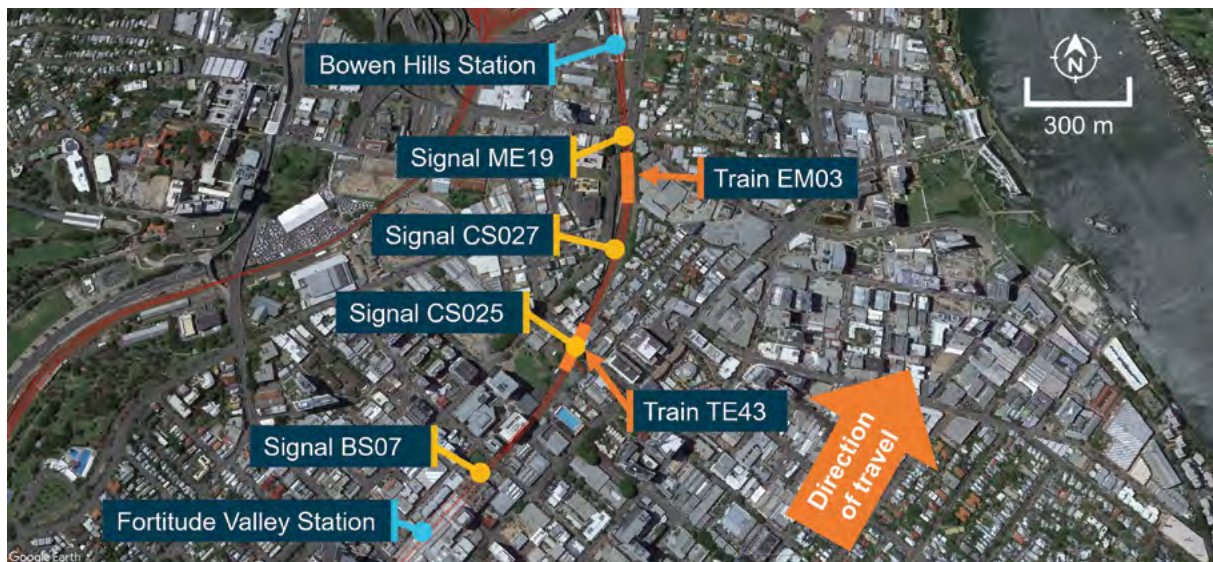 Bowen Hills Station
N
300 m
Signal ME19
Train EM03
Signal CS027
Signal CS025
Train TE43
Signal BS07
Direction
of travel
Fortitude Valley Station
Google Earth